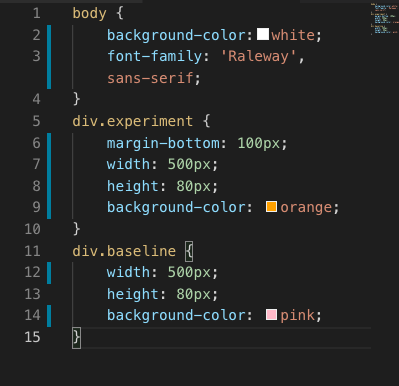 1 body {
2 background-color: white;
3 font-family: 'Raleway',
sans-serif;
4 }
5 div.experiment {
6 margin-bottom: 100px;
7 width: 500px;
8 height: 80px;
9 background-color: orange;
10 }
11 div.baseline {
12 width: 500px;
13 height: 80px;
14 background-color: pink;
15 }